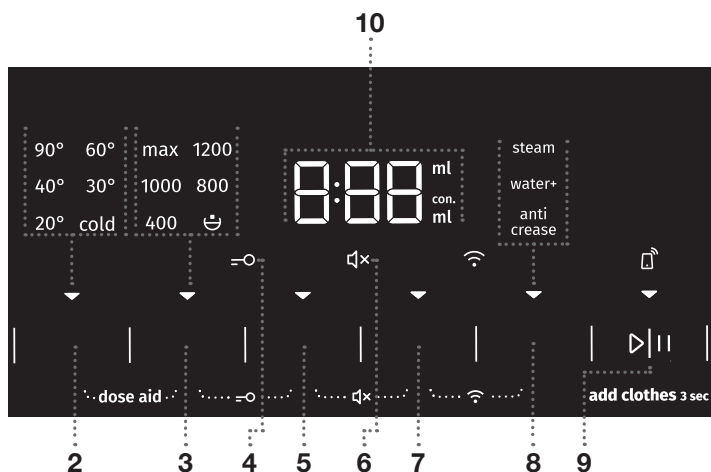 10
90° 60° max 1200 8:88 ml steam
40° 30° 1000 800 con. water+
20° cold 400 ml anti
crease
dose aid add clothes 3 sec
2 3 4 5 6 7 8 9